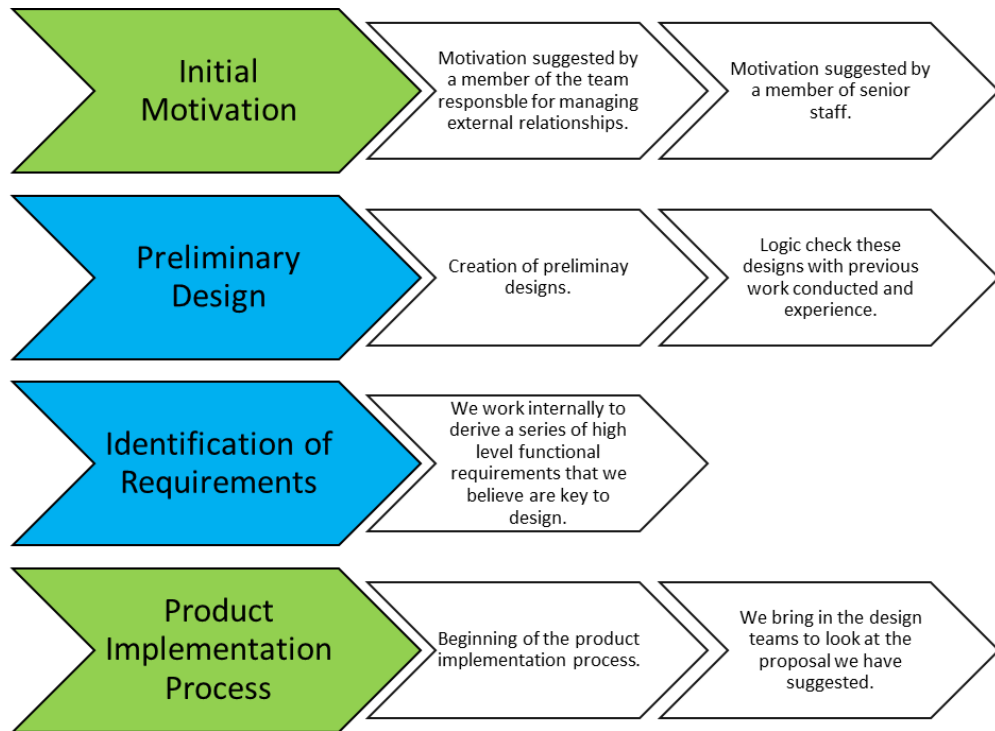 Initial
Motivation
Motivation suggested by
a member of the team
responsble for managing
external relationships.
Motivation suggested by
a member of senior
staff.
Preliminary
Design
Creation of preliminay
designs.
Logic check these
designs with previous
work conducted and
experience.
Identification of
Requirements
We work internally to
derive a series of high
level functional
requirements that we
believe are key to
design.
Product
Implementation
Process
Beginning of the product
implementation process.
We bring in the design
teams to look at the
proposal we have
suggested.